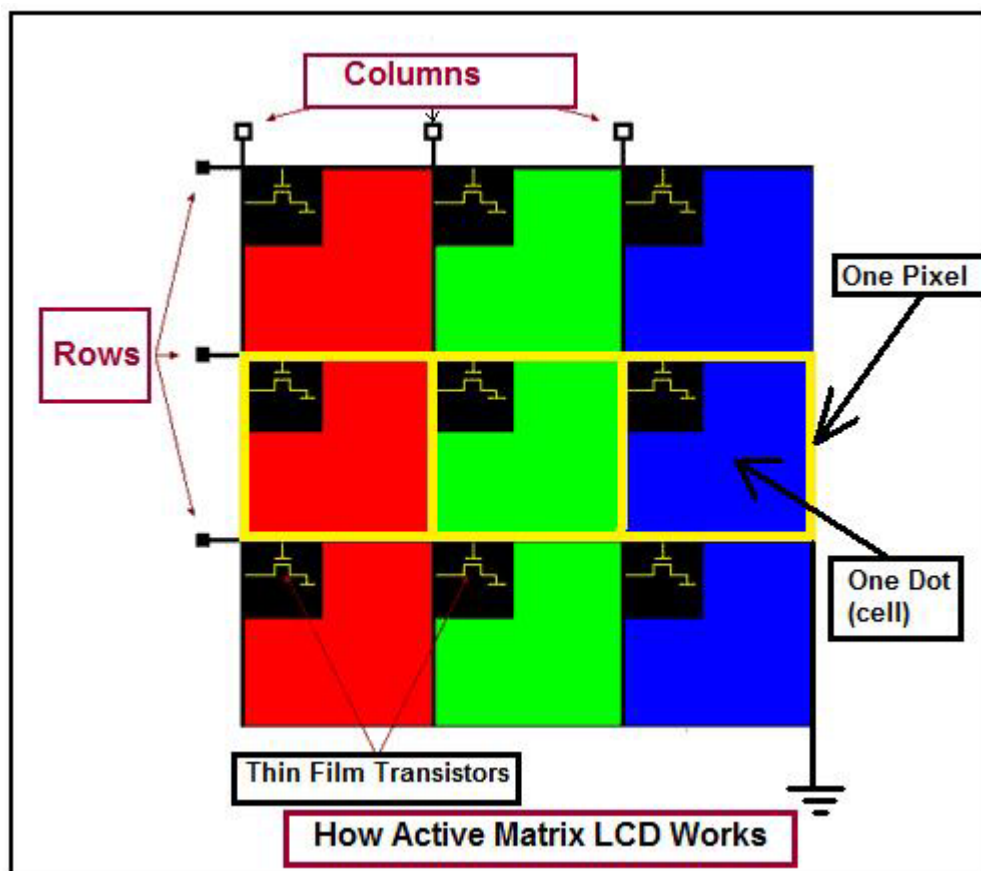 Columns
One Pixel
Rows
One Dot
(cell)
Thin Film Transistors
How Active Matrix LCD Works